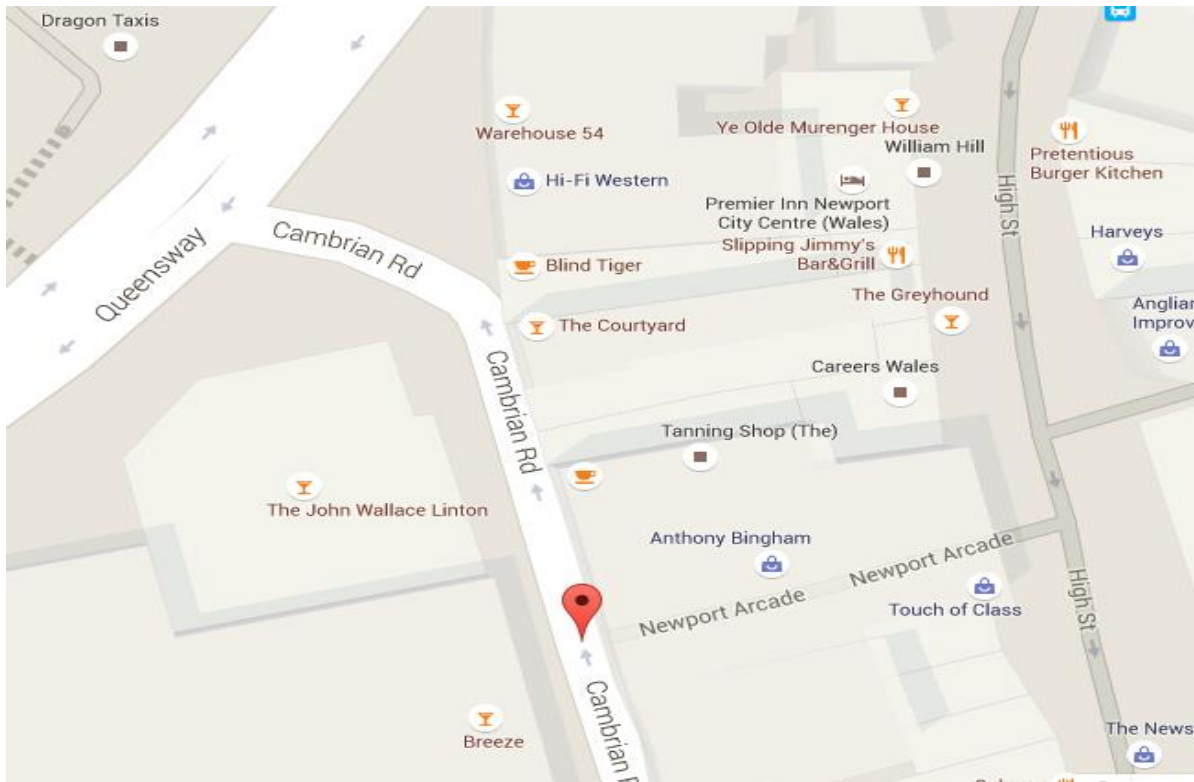 Dragon Taxis
Warehouse 54
Ye Olde Murenger House
William Hill
Pretentious
Burger Kitchen
Hi-Fi Western
Premier Inn Newport
City Centre (Wales)
High St
Harveys
Cambrian Rd
Queensway
Blind Tiger
Slipping Jimmy's
Bar&Grill
The Greyhound
Anglian
Improv
The Courtyard
Cambrian Rd
Careers Wales
Tanning Shop (The)
The John Wallace Linton
Anthony Bingham
Newport Arcade
Newport Arcade
Touch of Class
High St
Cambrian R
Breeze
The News